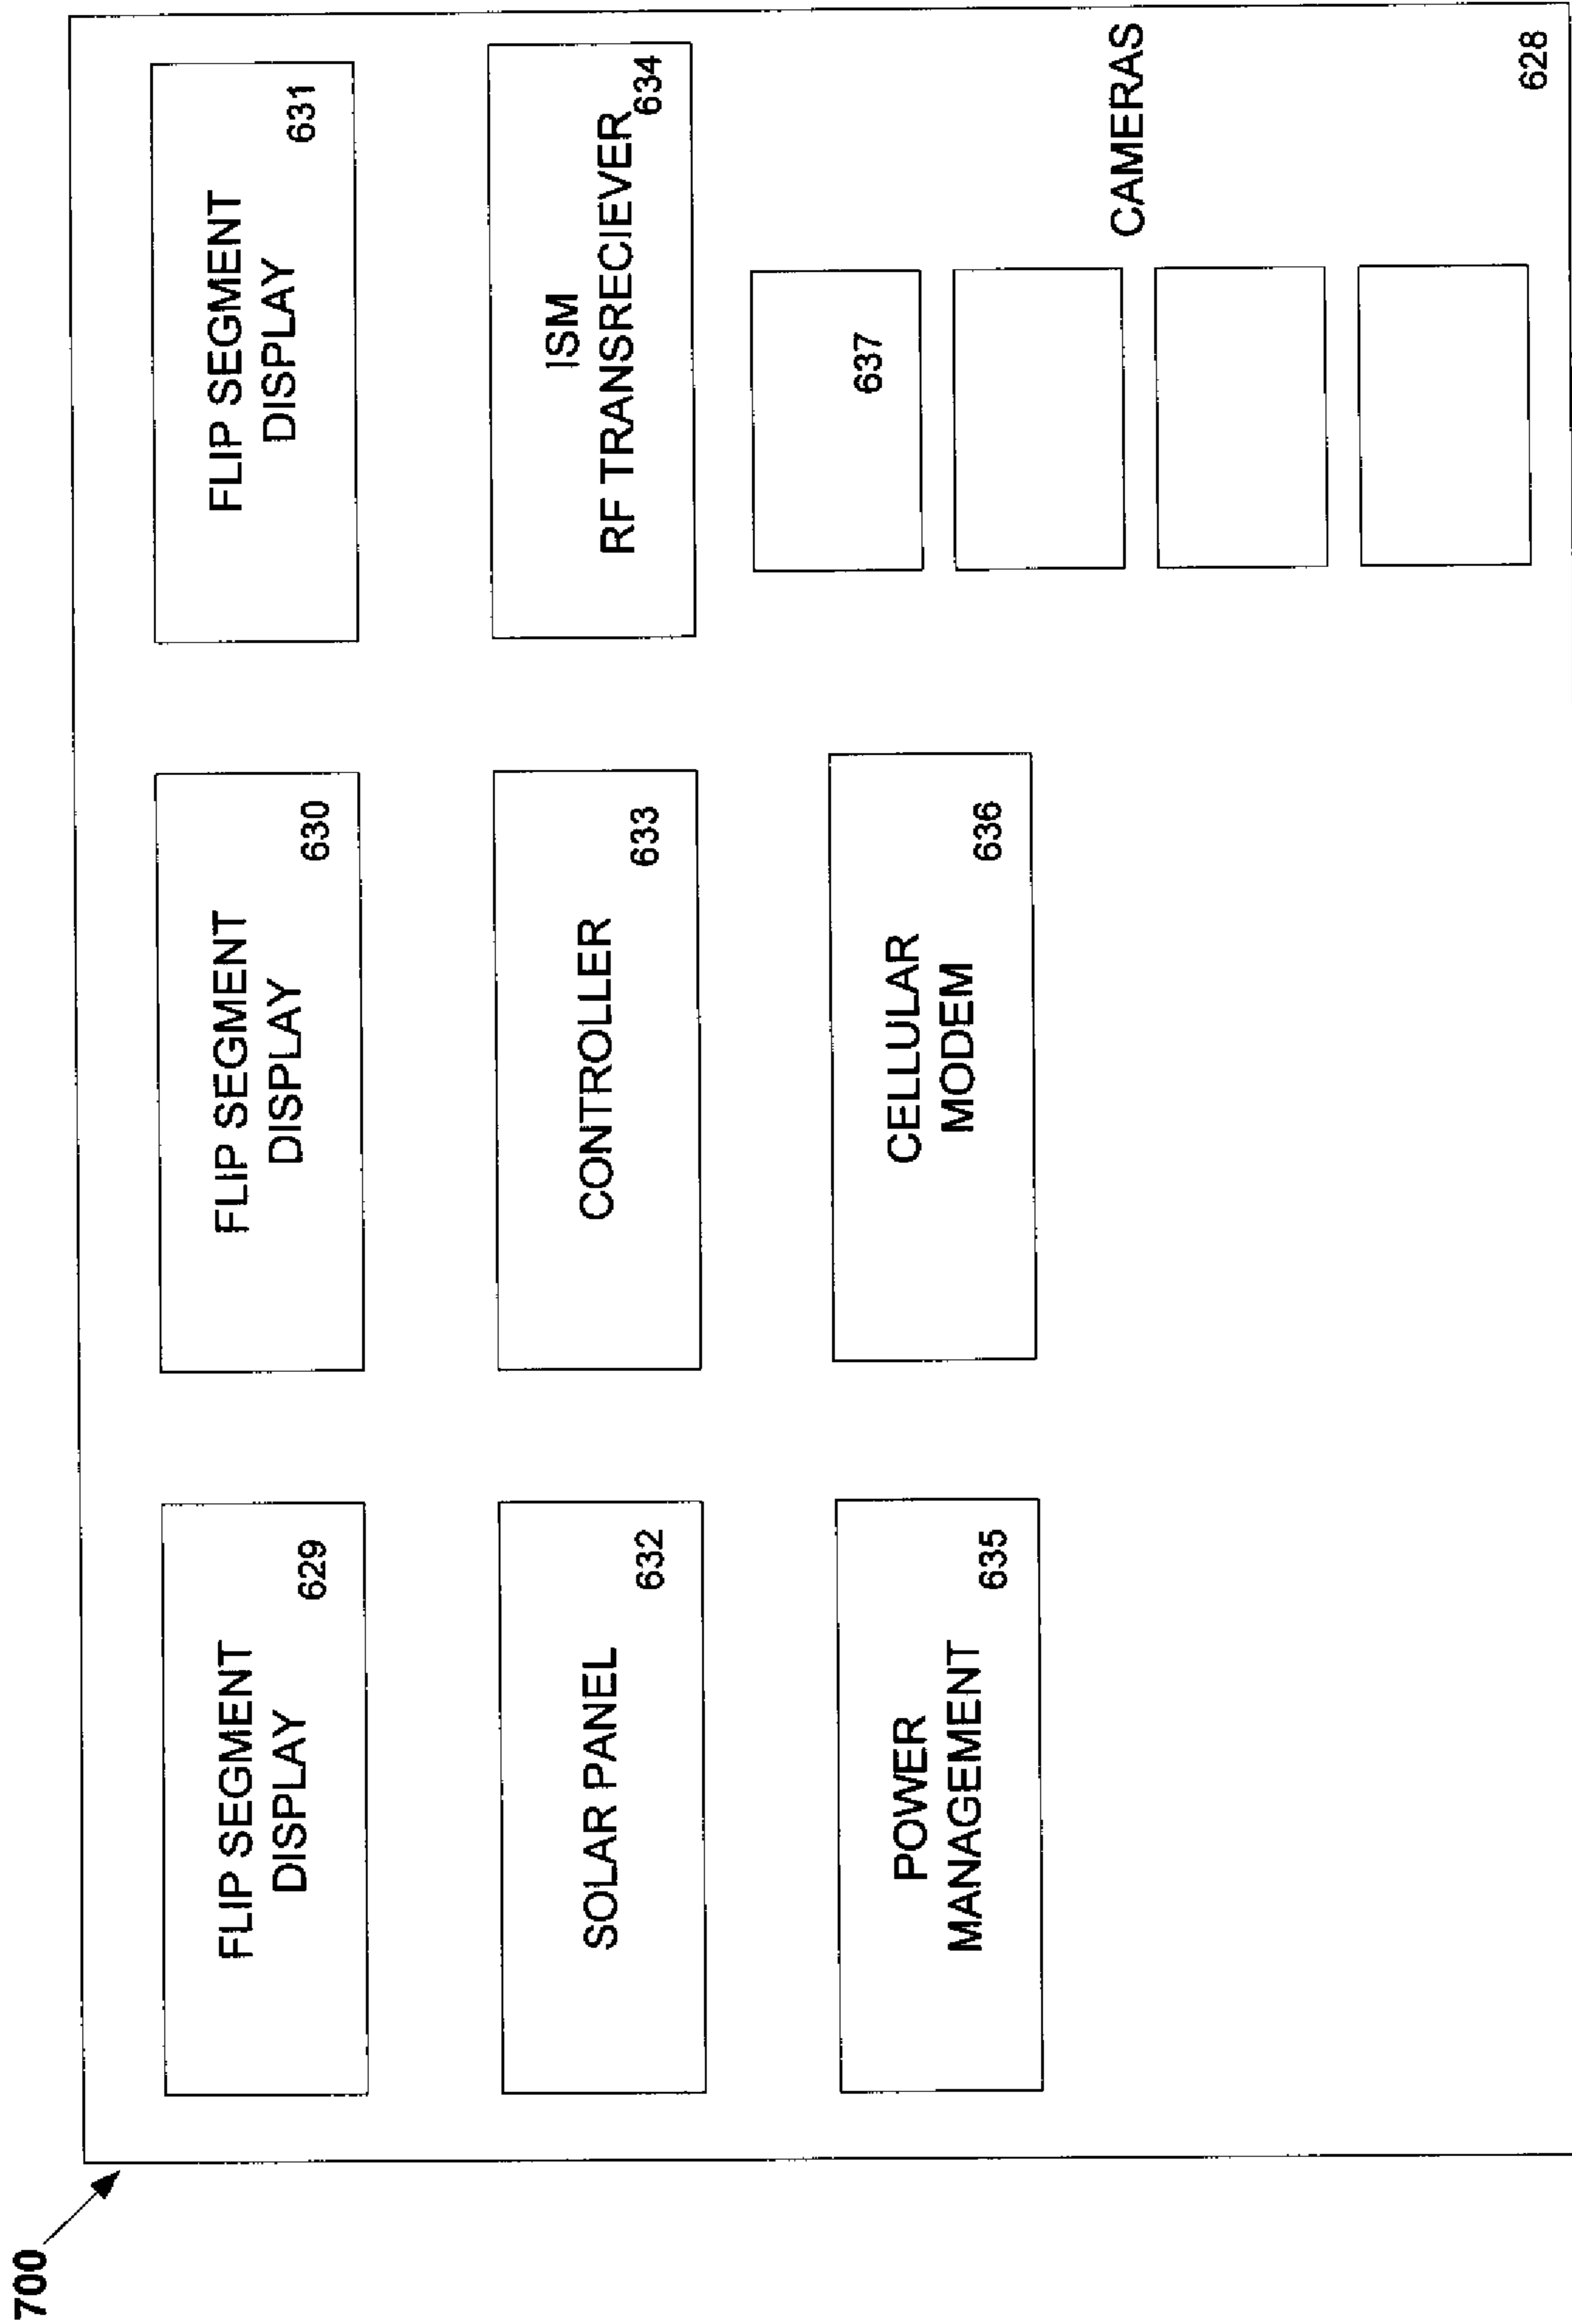 700
FLIP SEGMENT
DISPLAY
629
FLIP SEGMENT
DISPLAY
630
FLIP SEGMENT
DISPLAY
631
SOLAR PANEL
632
CONTROLLER
633
ISM
RF TRANSRECIEVER
634
POWER
MANAGEMENT
635
CELLULAR
MODEM
636
637
CAMERAS
628